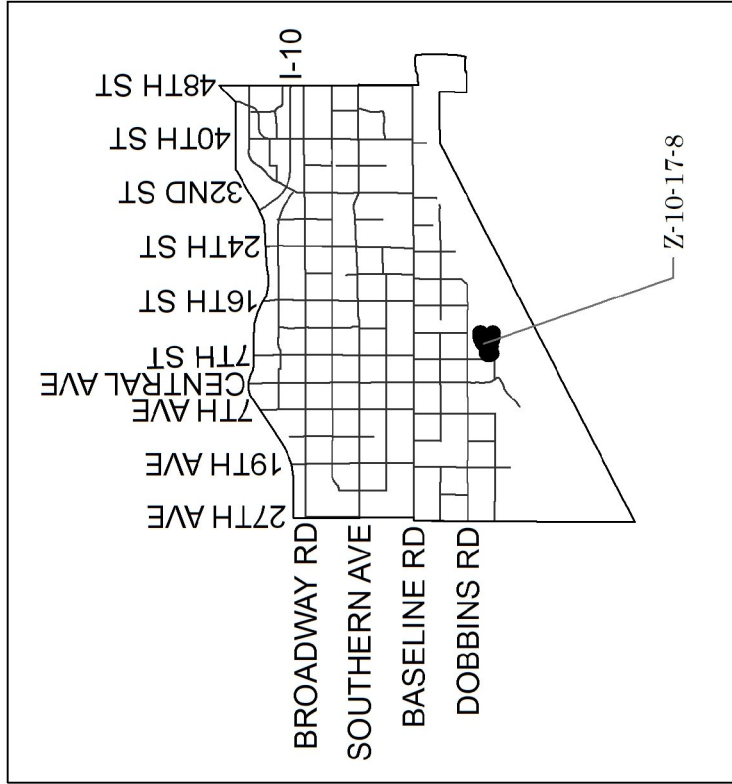 48TH ST
40TH ST
32ND ST
24TH ST
16TH ST
7TH ST
CENTRAL AVE
7TH AVE
19TH AVE
27TH AVE
I-10
BROADWAY RD
SOUTHERN AVE
BASELINE RD
DOBBINS RD
Z-10-17-8